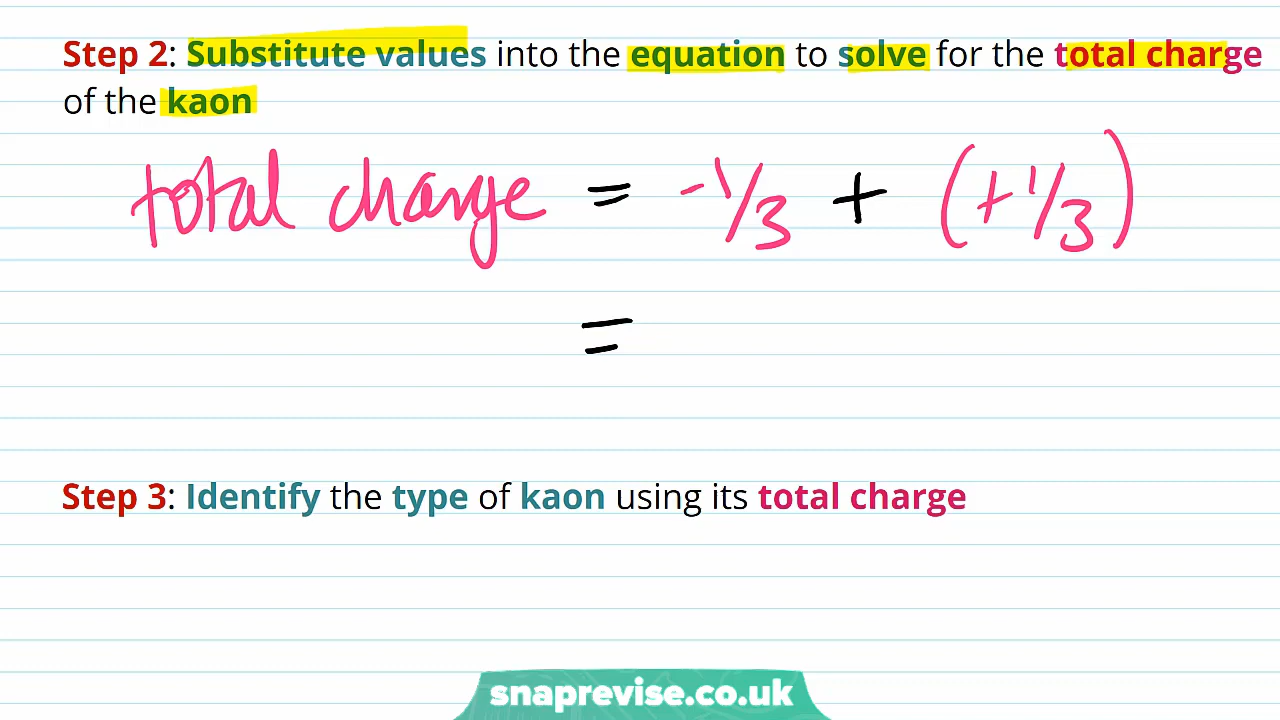 Step 2: Substitute values into the equation to solve for the total charge
of the kaon
total charge = -1/3 + (+1/3)
=
Step 3: Identify the type of kaon using its total charge
snaprevise.co.uk